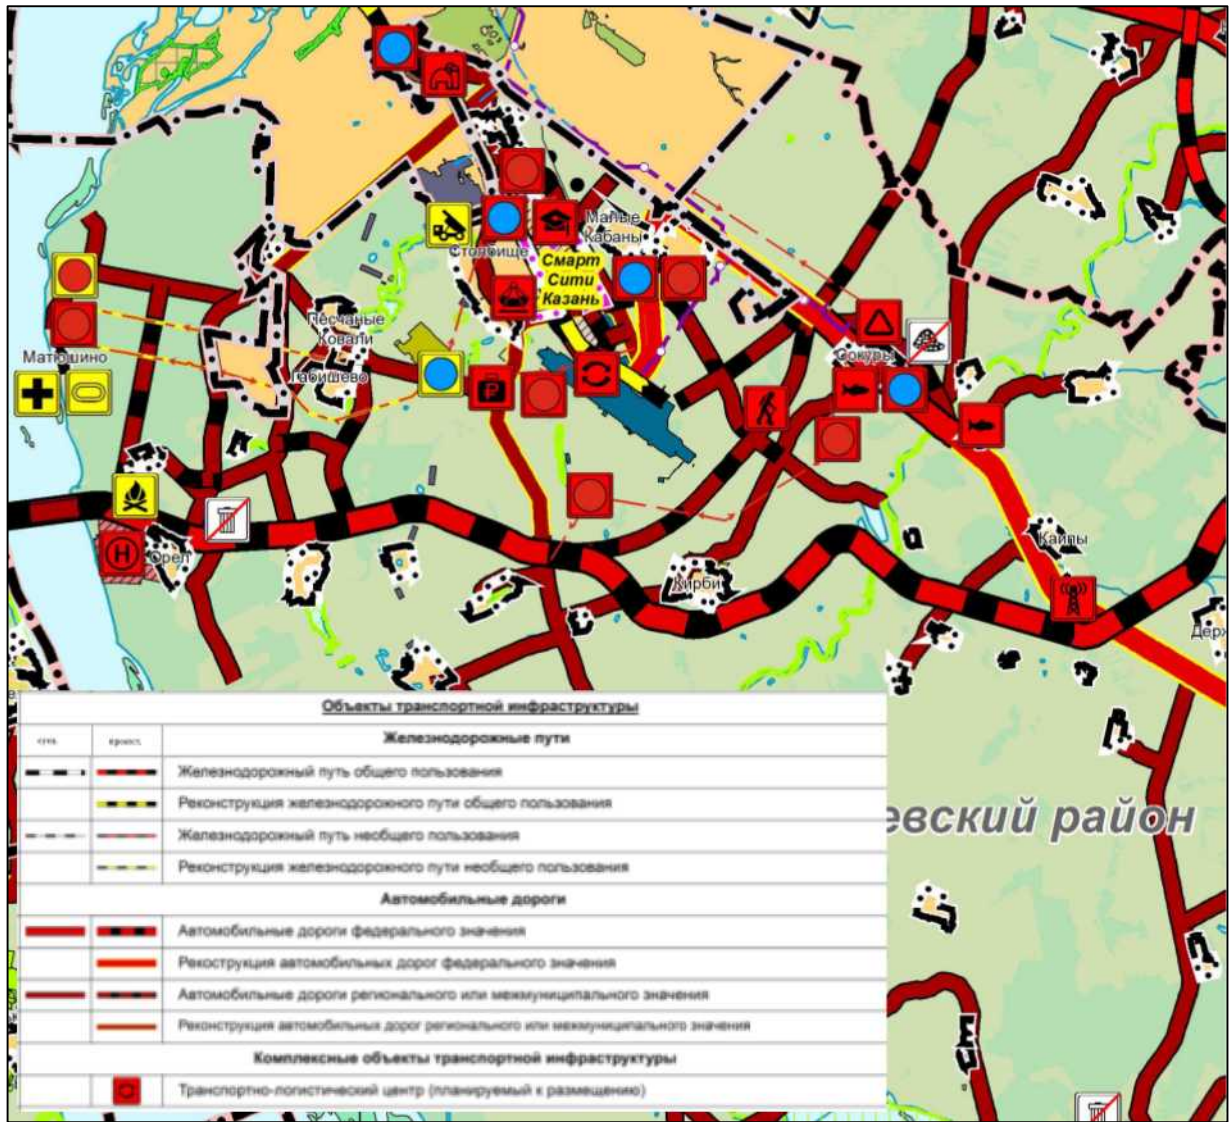 Малые
Кабаны
Столбище
Смарт
Сити
Казань
Песчаные
Ковали
Габишево
Матюшино
Сокуры
Орел
Кирби
Каипы
Держ
евский район
Объекты транспортной инфраструктуры
сущ.
проект.
Железнодорожные пути
Железнодорожный путь общего пользования
Реконструкция железнодорожного пути общего пользования
Железнодорожный путь необщего пользования
Реконструкция железнодорожного пути необщего пользования
Автомобильные дороги
Автомобильные дороги федерального значения
Рекострукция автомобильных дорог федерального значения
Автомобильные дороги регионального или межмуниципального значения
Реконструкция автомобильных дорог регионального или межмуниципального значения
Комплексные объекты транспортной инфраструктуры
Транспортно-логистический центр (планируемый к размещению)